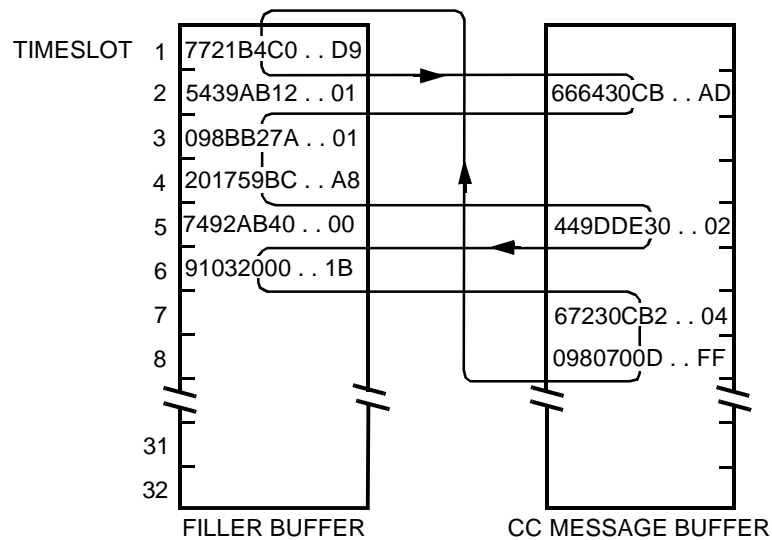 TIMESLOT 1 7721B4C0 . . D9
2 5439AB12 . . 01 666430CB . . AD
3 098BB27A . . 01
4 201759BC . . A8
5 7492AB40 . . 00 449DDE30 . . 02
6 91032000 . . 1B
7 67230CB2 . . 04
8 0980700D . . FF
31
32
FILLER BUFFER CC MESSAGE BUFFER